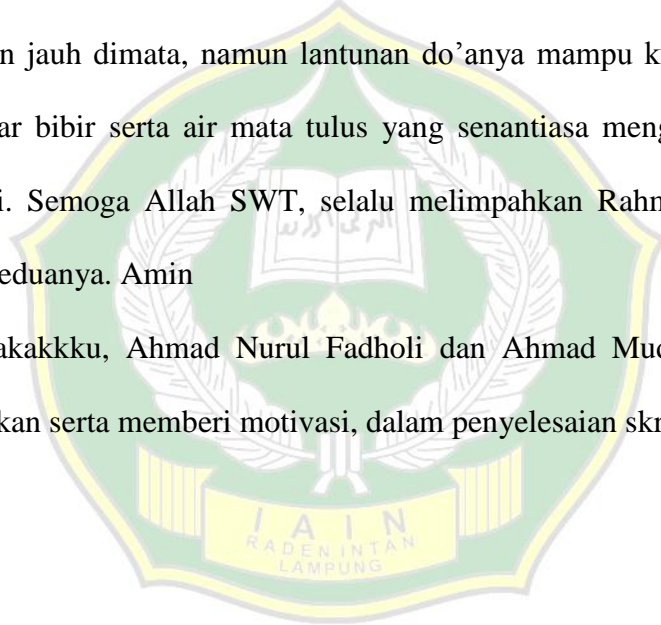 n jauh dimata, namun lantunan do’anya mampu k
ar bibir serta air mata tulus yang senantiasa meng
i. Semoga Allah SWT, selalu melimpahkan Rahn
eduanya. Amin
akakkku, Ahmad Nurul Fadholi dan Ahmad Mud
kan serta memberi motivasi, dalam penyelesaian skr
I A I N
RADEN INTAN
LAMPUNG